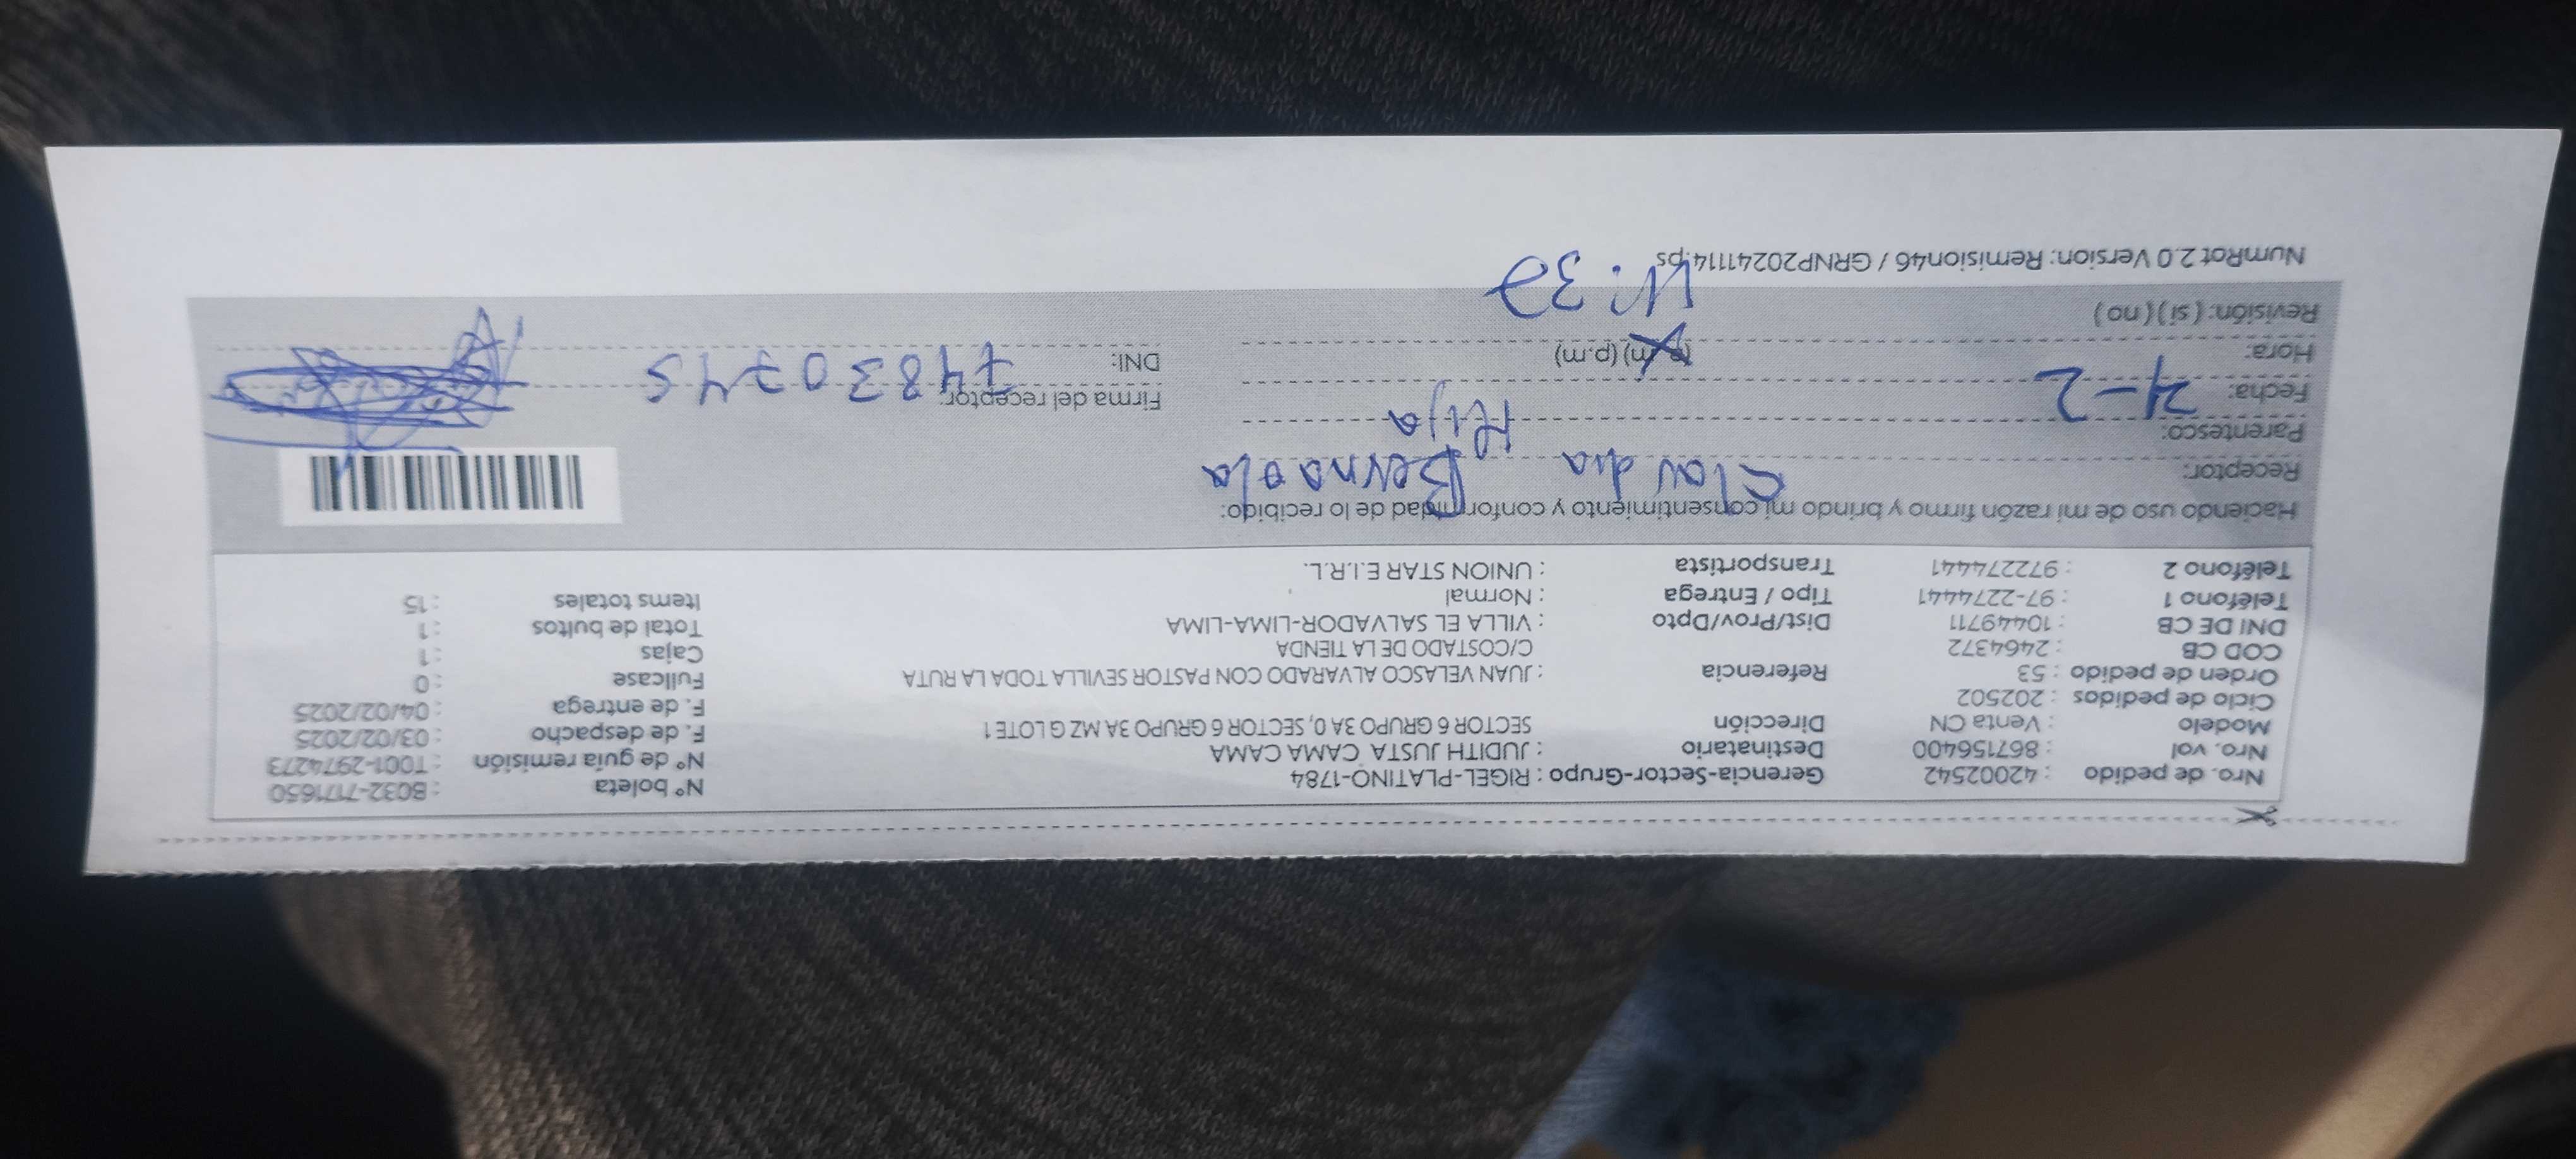 Nro. de pedido : 42002542 Gerencia-Sector-Grupo : RIGEL-PLATINO-1784 N° boleta : B032-7171650
Nro. vol : 867156400 Destinatario : JUDITH JUSTA CAMA CAMA N° de guía remisión : T001-2974273
Modelo : Venta CN Dirección SECTOR 6 GRUPO 3A 0, SECTOR 6 GRUPO 3A MZ G LOTE 1 F. de despacho : 03/02/2025
Ciclo de pedidos : 202502 F. de entrega : 04/02/2025
Orden de pedido : 53 Referencia : JUAN VELASCO ALVARADO CON PASTOR SEVILLA TODA LA RUTA Fullcase : 0
COD CB : 2464372 C/COSTADO DE LA TIENDA Cajas : 1
DNI DE CB : 10449711 Dist/Prov/Dpto : VILLA EL SALVADOR-LIMA-LIMA Total de bultos : 1
Teléfono 1 : 97-2274441 Tipo / Entrega : Normal Items totales : 15
Teléfono 2 : 972274441 Transportista : UNION STAR E.I.R.L.
Haciendo uso de mi razón firmo y brindo mi consentimiento y conformidad de lo recibido:
Receptor: Claudia Bernaola
Parentesco: Hija
Fecha: 4-2 Firma del receptor:
Hora: (a.m) (p.m) DNI: 74830745
Revisión: (si) (no)
NumRot 2.0 Version: Remision46 / GRNP20241114.ps